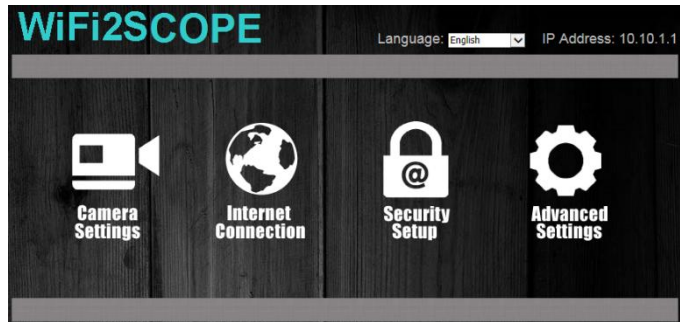 WiFi2SCOPE
Language: English IP Address: 10.10.1.1
@
Camera
Settings
Internet
Connection
Security
Setup
Advanced
Settings